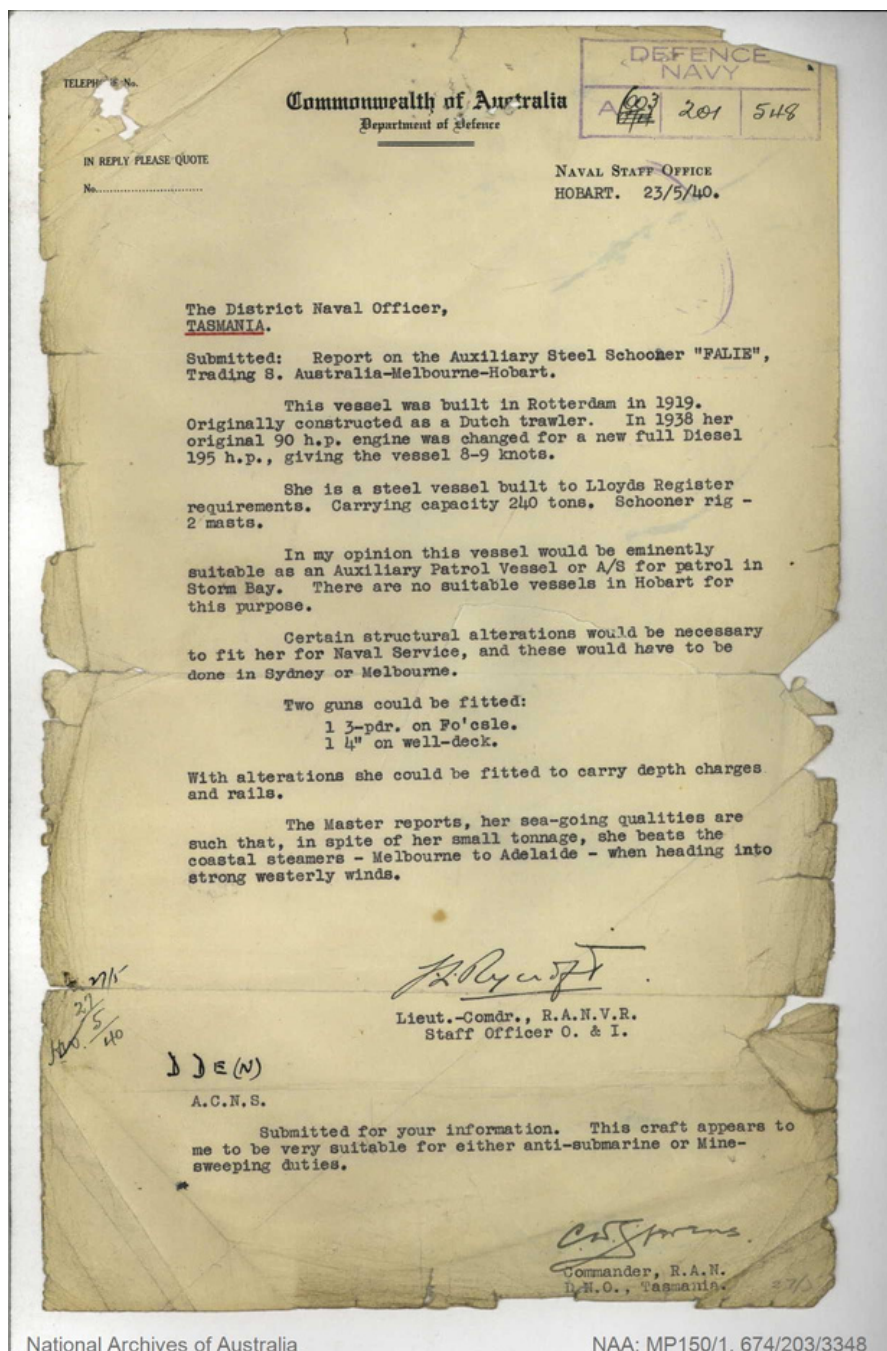 DEFENCE
NAVY
A 603 201 548
TELEPHONE No.
Commonwealth of Australia
Department of Defence
IN REPLY PLEASE QUOTE
No..............................
NAVAL STAFF OFFICE
HOBART. 23/5/40.
The District Naval Officer,
TASMANIA.
Submitted: Report on the Auxiliary Steel Schooner "FALIE",
Trading S. Australia-Melbourne-Hobart.
This vessel was built in Rotterdam in 1919.
Originally constructed as a Dutch trawler. In 1938 her
original 90 h.p. engine was changed for a new full Diesel
195 h.p., giving the vessel 8-9 knots.
She is a steel vessel built to Lloyds Register
requirements. Carrying capacity 240 tons. Schooner rig -
2 masts.
In my opinion this vessel would be eminently
suitable as an Auxiliary Patrol Vessel or A/S for patrol in
Storm Bay. There are no suitable vessels in Hobart for
this purpose.
Certain structural alterations would be necessary
to fit her for Naval Service, and these would have to be
done in Sydney or Melbourne.
Two guns could be fitted:
1 3-pdr. on Fo'csle.
1 4" on well-deck.
With alterations she could be fitted to carry depth charges
and rails.
The Master reports, her sea-going qualities are
such that, in spite of her small tonnage, she beats the
coastal steamers - Melbourne to Adelaide - when heading into
strong westerly winds.
27/5
27/5/40
Lieut.-Comdr., R.A.N.V.R.
Staff Officer O. & I.
D D E (N)
A.C.N.S.
Submitted for your information. This craft appears to
me to be very suitable for either anti-submarine or Mine-
sweeping duties.
Commander, R.A.N.
D.N.O., Tasmania.
National Archives of Australia
NAA: MP150/1, 674/203/3348